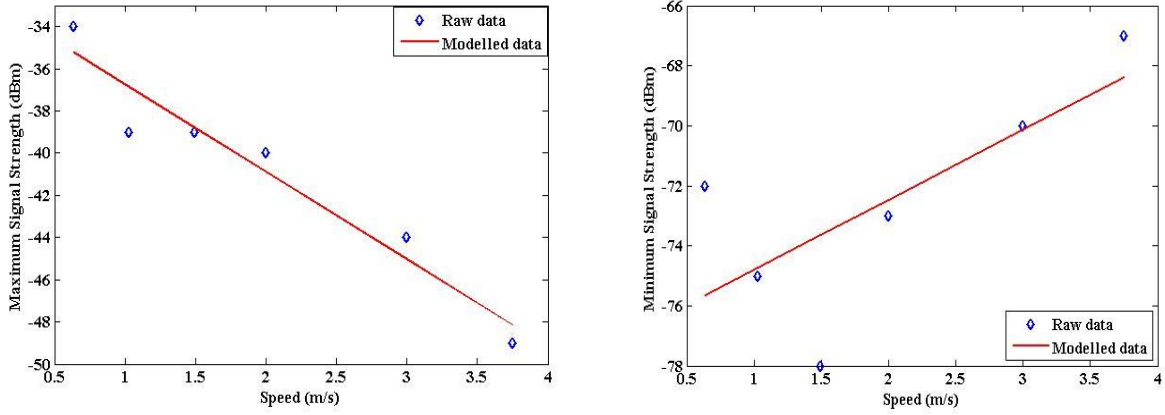 -34
-36
-38
-40
-42
-44
-46
-48
-50
Maximum Signal Strength (dBm)
Raw data
Modelled data
0.5 1 1.5 2 2.5 3 3.5 4
Speed (m/s)
-66
-68
-70
-72
-74
-76
-78
Minimum Signal Strength (dBm)
Raw data
Modelled data
0.5 1 1.5 2 2.5 3 3.5 4
Speed (m/s)